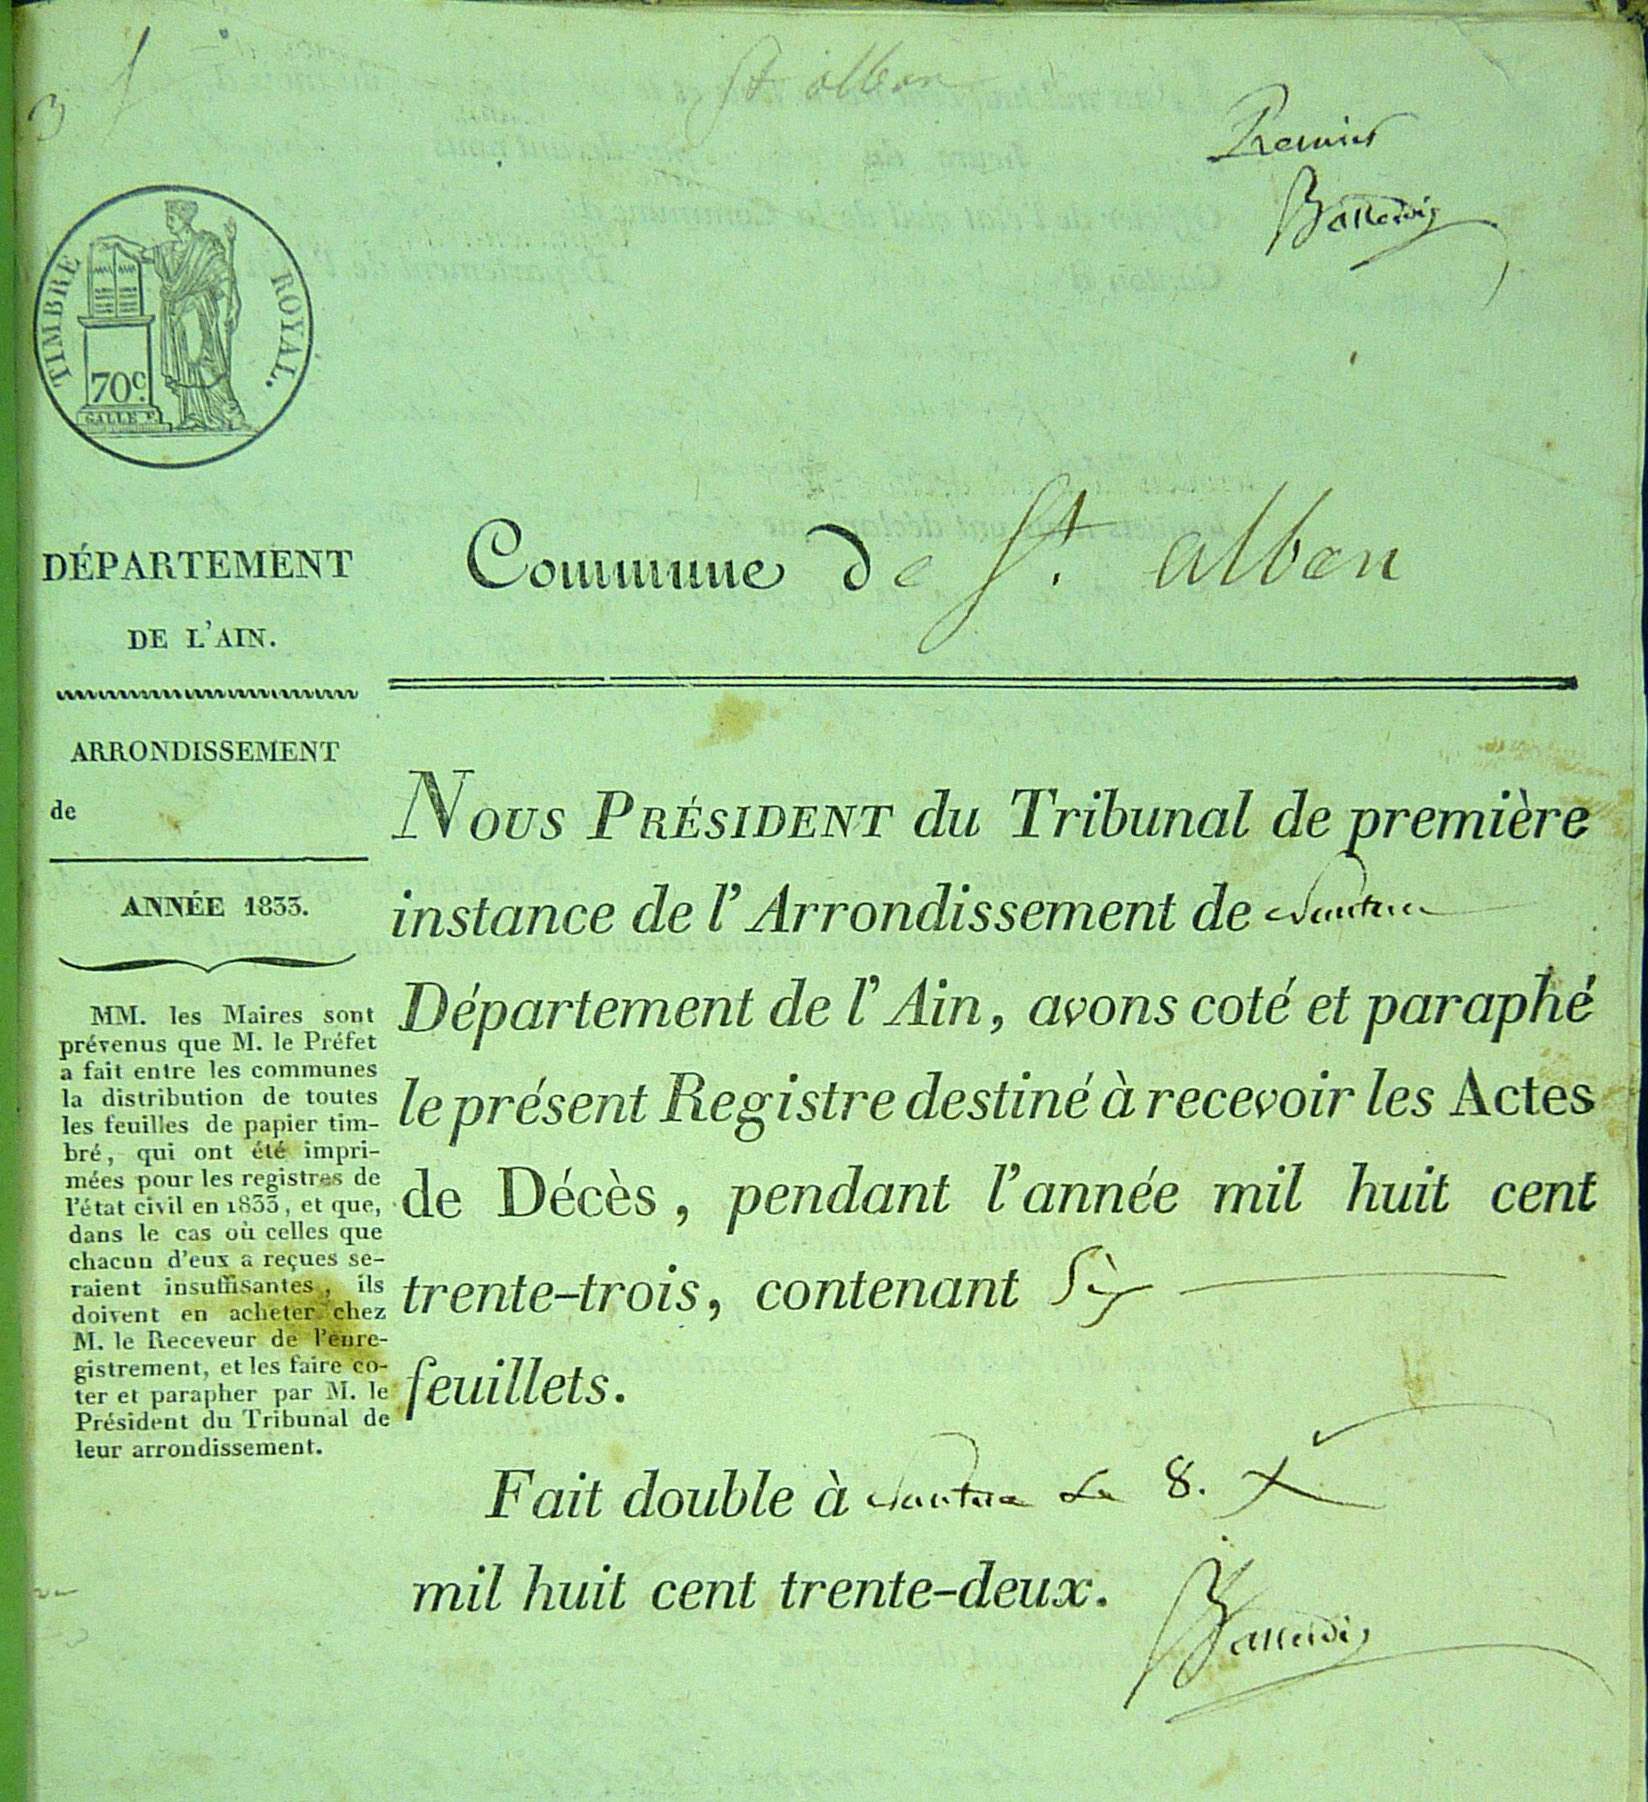 3
St alban
Premier
TIMBRE ROYAL.
70c.
GALLE F.
DÉPARTEMENT
DE L'AIN.
Commune de St. alban
ARRONDISSEMENT
de
ANNÉE 1833.
MM. les Maires sont
prévenus que M. le Préfet
a fait entre les communes
la distribution de toutes
les feuilles de papier tim-
bré, qui ont été impri-
mées pour les registres de
l'état civil en 1833, et que,
dans le cas où celles que
chacun d'eux a reçues se-
raient insuffisantes, ils
doivent en acheter chez
M. le Receveur de l'enre-
gistrement, et les faire co-
ter et parapher par M. le
Président du Tribunal de
leur arrondissement.
NOUS PRÉSIDENT du Tribunal de première
instance de l'Arrondissement de Nantua
Département de l'Ain, avons coté et paraphé
le présent Registre destiné à recevoir les Actes
de Décès, pendant l'année mil huit cent
trente-trois, contenant Six
feuillets.
Fait double à Nantua Le 8. X
mil huit cent trente-deux.